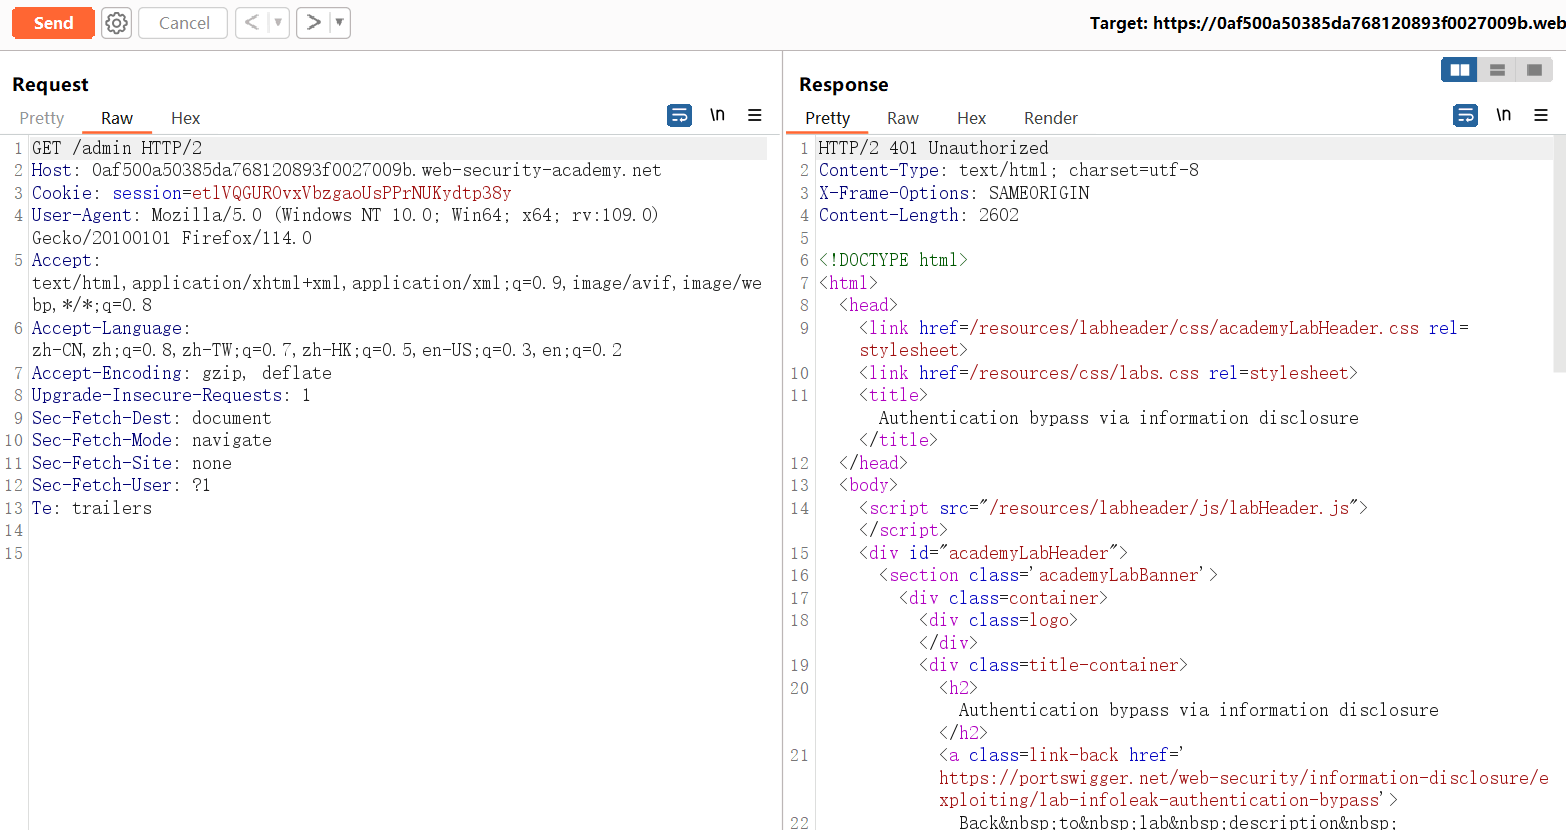 Send
Cancel
<
>
Target: https://0af500a50385da768120893f0027009b.web
Request
Pretty Raw Hex
\n
1 GET /admin HTTP/2
2 Host: 0af500a50385da768120893f0027009b.web-security-academy.net
3 Cookie: session=etlVQGUROvxVbzgaoUsPPrNUKydtp38y
4 User-Agent: Mozilla/5.0 (Windows NT 10.0; Win64; x64; rv:109.0)
Gecko/20100101 Firefox/114.0
5 Accept:
text/html,application/xhtml+xml,application/xml;q=0.9,image/avif,image/we
bp,*/*;q=0.8
6 Accept-Language:
zh-CN,zh;q=0.8,zh-TW;q=0.7,zh-HK;q=0.5,en-US;q=0.3,en;q=0.2
7 Accept-Encoding: gzip, deflate
8 Upgrade-Insecure-Requests: 1
9 Sec-Fetch-Dest: document
10 Sec-Fetch-Mode: navigate
11 Sec-Fetch-Site: none
12 Sec-Fetch-User: ?1
13 Te: trailers
14
15
Response
Pretty Raw Hex Render
\n
1 HTTP/2 401 Unauthorized
2 Content-Type: text/html; charset=utf-8
3 X-Frame-Options: SAMEORIGIN
4 Content-Length: 2602
5
6 <!DOCTYPE html>
7 <html>
8 <head>
9 <link href=/resources/labheader/css/academyLabHeader.css rel=
stylesheet>
10 <link href=/resources/css/labs.css rel=stylesheet>
11 <title>
Authentication bypass via information disclosure
</title>
12 </head>
13 <body>
14 <script src="/resources/labheader/js/labHeader.js">
</script>
15 <div id="academyLabHeader">
16 <section class='academyLabBanner'>
17 <div class=container>
18 <div class=logo>
</div>
19 <div class=title-container>
20 <h2>
Authentication bypass via information disclosure
</h2>
21 <a class=link-back href='
https://portswigger.net/web-security/information-disclosure/e
xploiting/lab-infoleak-authentication-bypass'>
22 Back&nbsp;to&nbsp;lab&nbsp;description&nbsp;